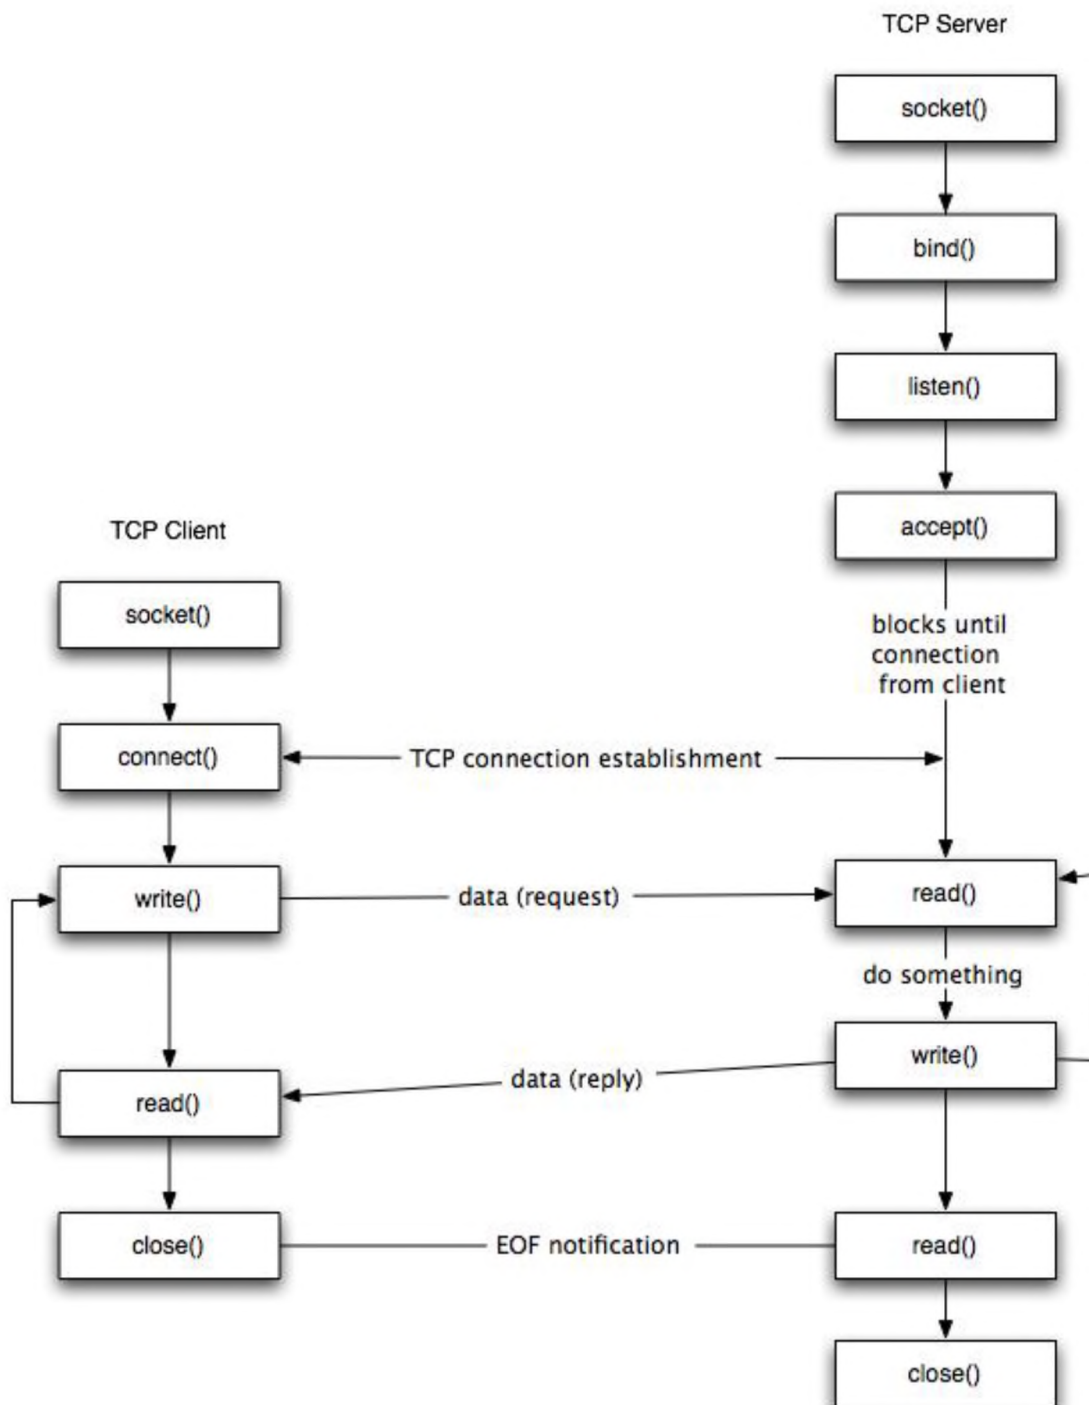 TCP Server
socket()
bind()
listen()
accept()
TCP Client
socket()
blocks until
connection
from client
connect()
TCP connection establishment
write()
data (request)
read()
do something
write()
data (reply)
read()
close()
EOF notification
read()
close()